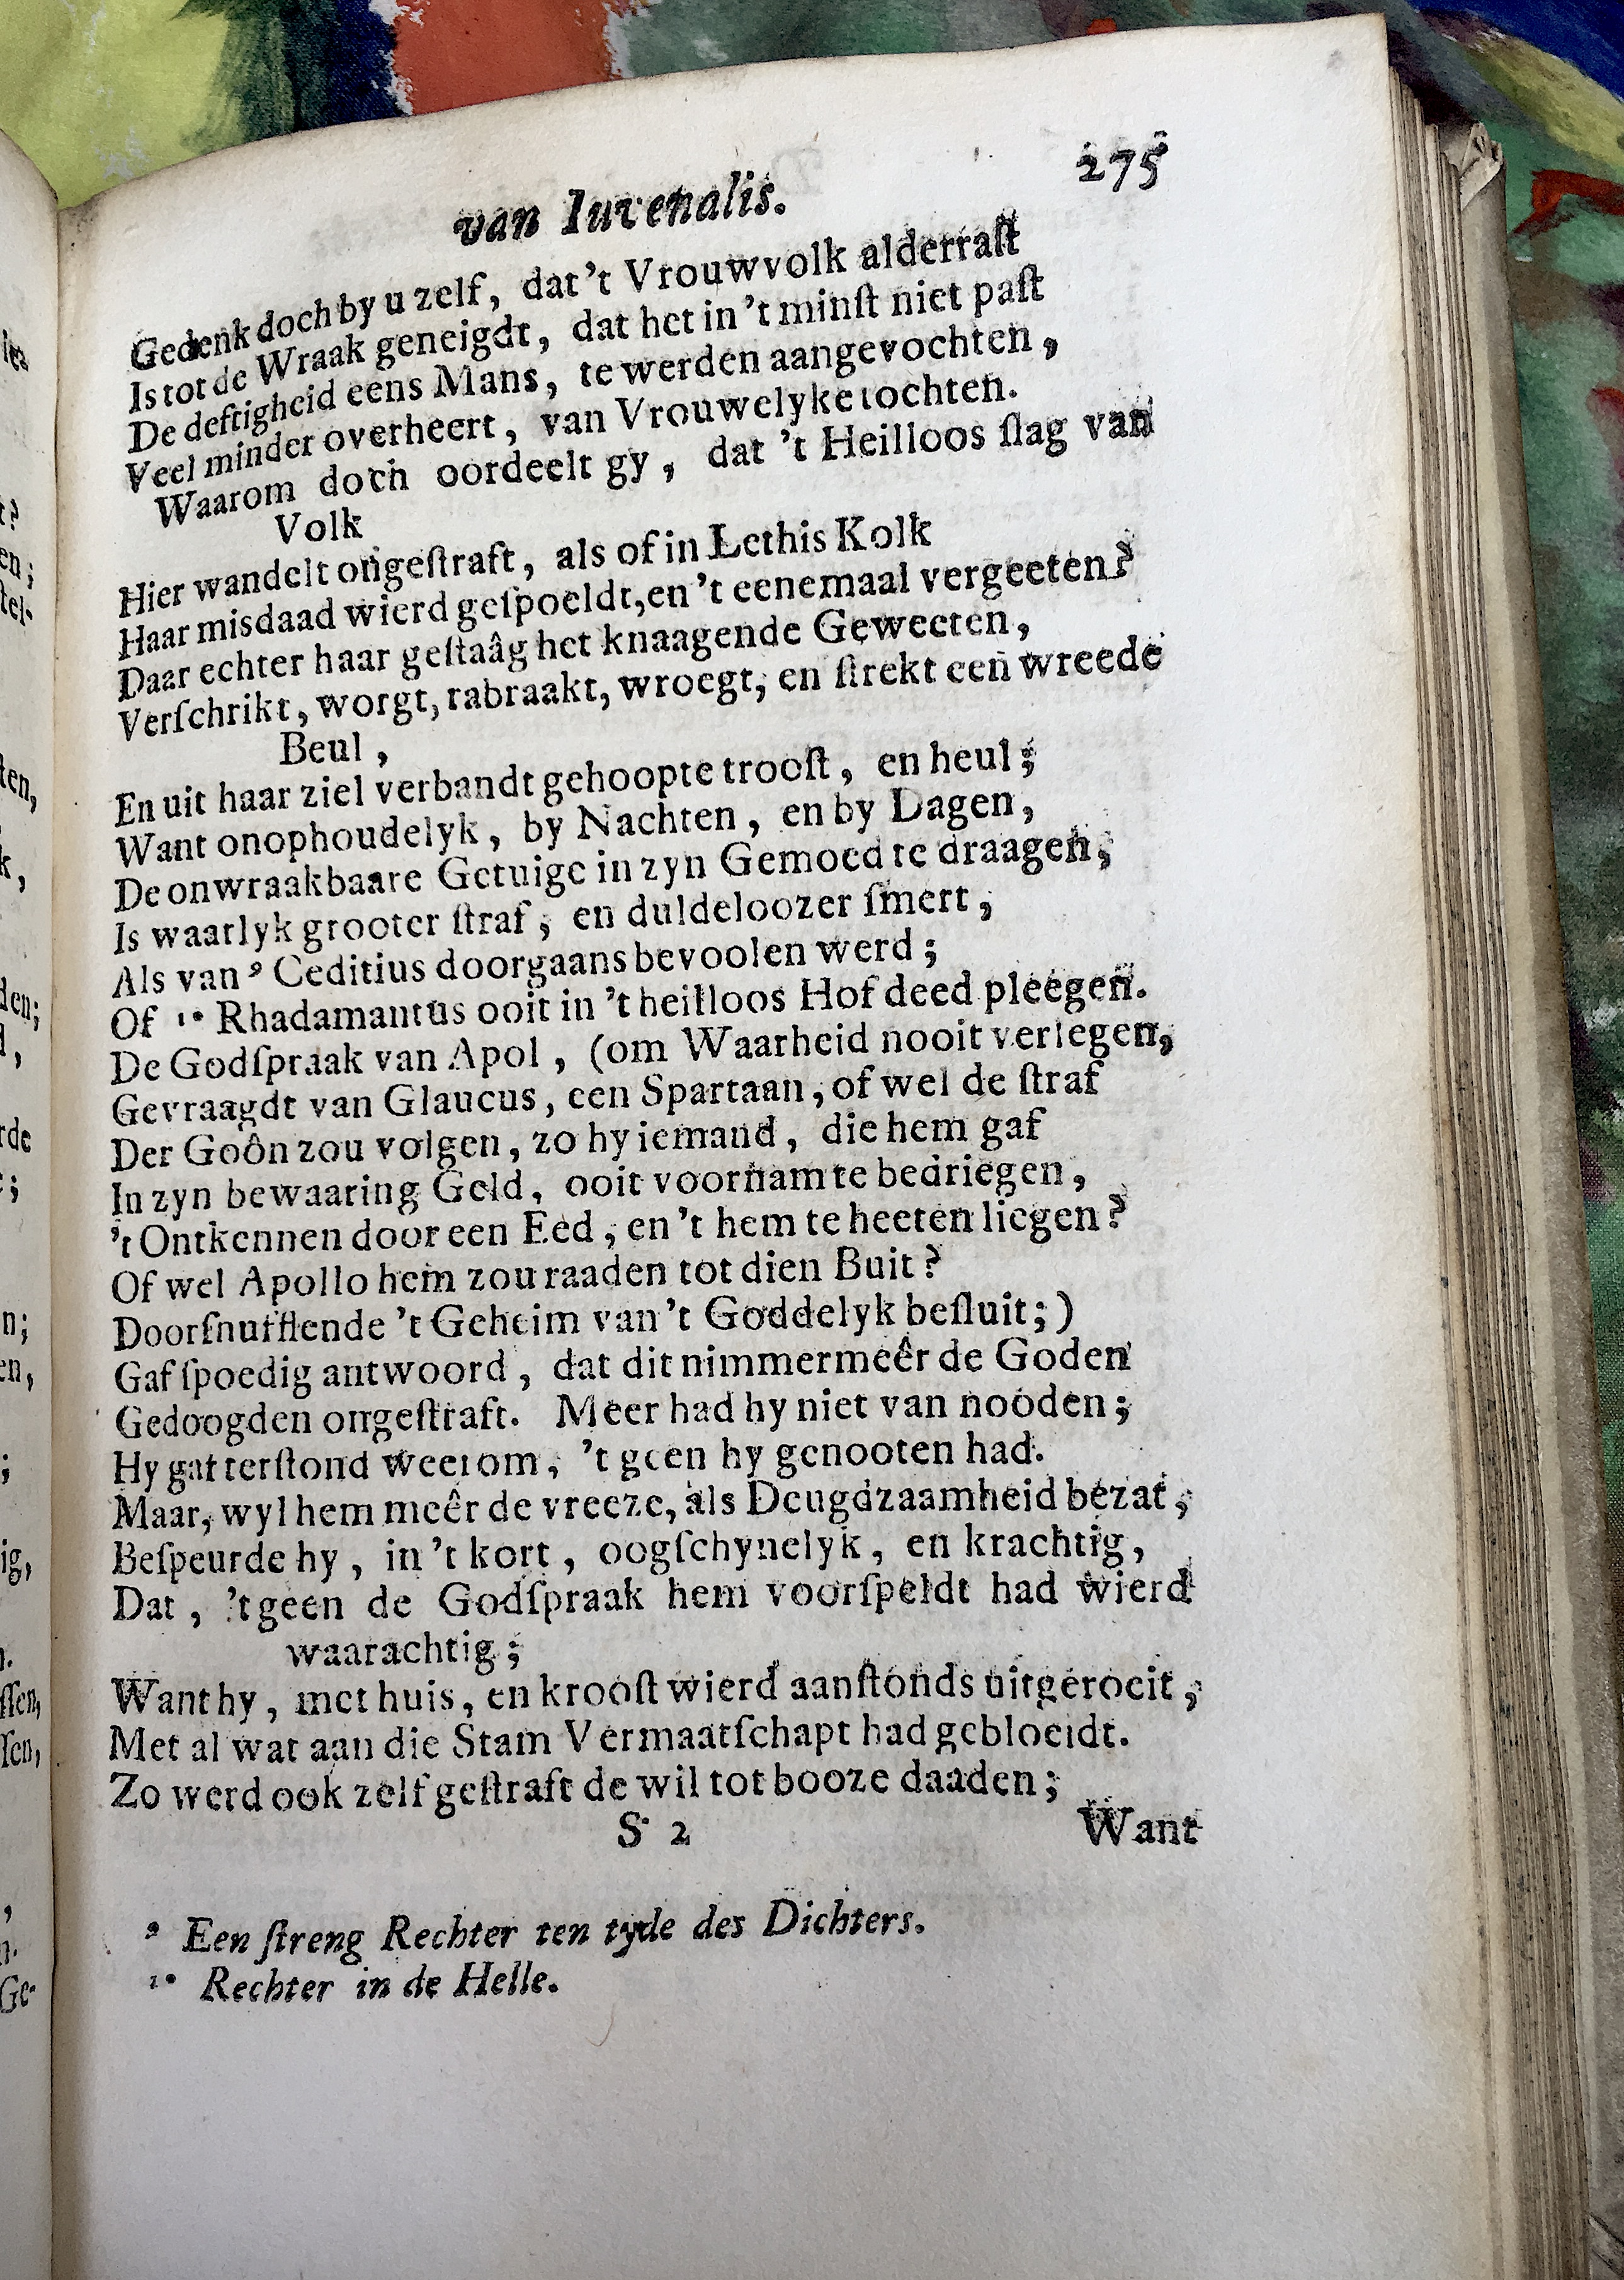 van Iuvenalis. 275
Gedenk doch by u zelf, dat 't Vrouwvolk alderraſt
Is tot de Wraak geneigdt, dat het in 't minſt niet paſt
De deftigheid eens Mans, te werden aangevochten,
Veel minder overheert, van Vrouwelyke tochten.
Waarom doch oordeelt gy, dat 't Heilloos ſlag van
Volk
Hier wandelt ongeſtraft, als of in Lethis Kolk
Haar misdaad wierd geſpoeldt, en 't eenemaal vergeeten?
Daar echter haar geſtaâg het knaagende Geweeten,
Verſchrikt, worgt, rabraakt, wroegt, en ſtrekt een wreede
Beul,
En uit haar ziel verbandt gehoopte trooſt, en heul;
Want onophoudelyk, by Nachten, en by Dagen,
De onwraakbaare Getuige in zyn Gemoed te draagen,
Is waarlyk grooter ſtraf, en duldeloozer ſmert,
Als van ⁹ Ceditius doorgaans bevoolen werd;
Of ¹⁰ Rhadamantus ooit in 't heilloos Hof deed pleegen.
De Godſpraak van Apol, (om Waarheid nooit verlegen,
Gevraagdt van Glaucus, een Spartaan, of wel de ſtraf
Der Goôn zou volgen, zo hy iemand, die hem gaf
In zyn bewaaring Geld, ooit voornam te bedriegen,
't Ontkennen door een Eed, en 't hem te heeten liegen?
Of wel Apollo hem zou raaden tot dien Buit?
Doorſnufflende 't Geheim van 't Goddelyk beſluit;)
Gaf ſpoedig antwoord, dat dit nimmermeêr de Goden
Gedoogden ongeſtraft. Meer had hy niet van nooden;
Hy gaf terſtond weerom, 't geen hy genooten had.
Maar, wyl hem meêr de vreeze, als Deugdzaamheid bezat,
Beſpeurde hy, in 't kort, oogſchynelyk, en krachtig,
Dat, 't geen de Godſpraak hem voorſpeldt had wierd
waarachtig;
Want hy, met huis, en krooſt wierd aanſtonds uitgeroeit,
Met al wat aan die Stam Vermaatſchapt had gebloeidt.
Zo werd ook zelf geſtraft de wil tot booze daaden;
S 2 Want
⁹ Een ſtreng Rechter ten tyde des Dichters.
¹⁰ Rechter in de Helle.